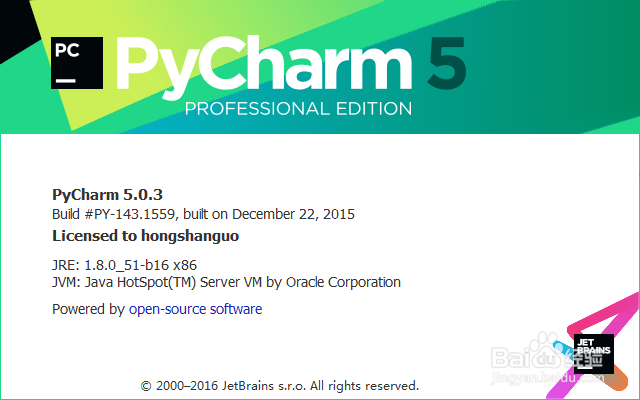 PC
PyCharm 5
PROFESSIONAL EDITION
PyCharm 5.0.3
Build #PY-143.1559, built on December 22, 2015
Licensed to hongshanguo
JRE: 1.8.0_51-b16 x86
JVM: Java HotSpot(TM) Server VM by Oracle Corporation
Powered by open-source software
JET
BRAINS
Baidu 经验
jingyan.baidu.com
© 2000–2016 JetBrains s.r.o. All rights reserved.